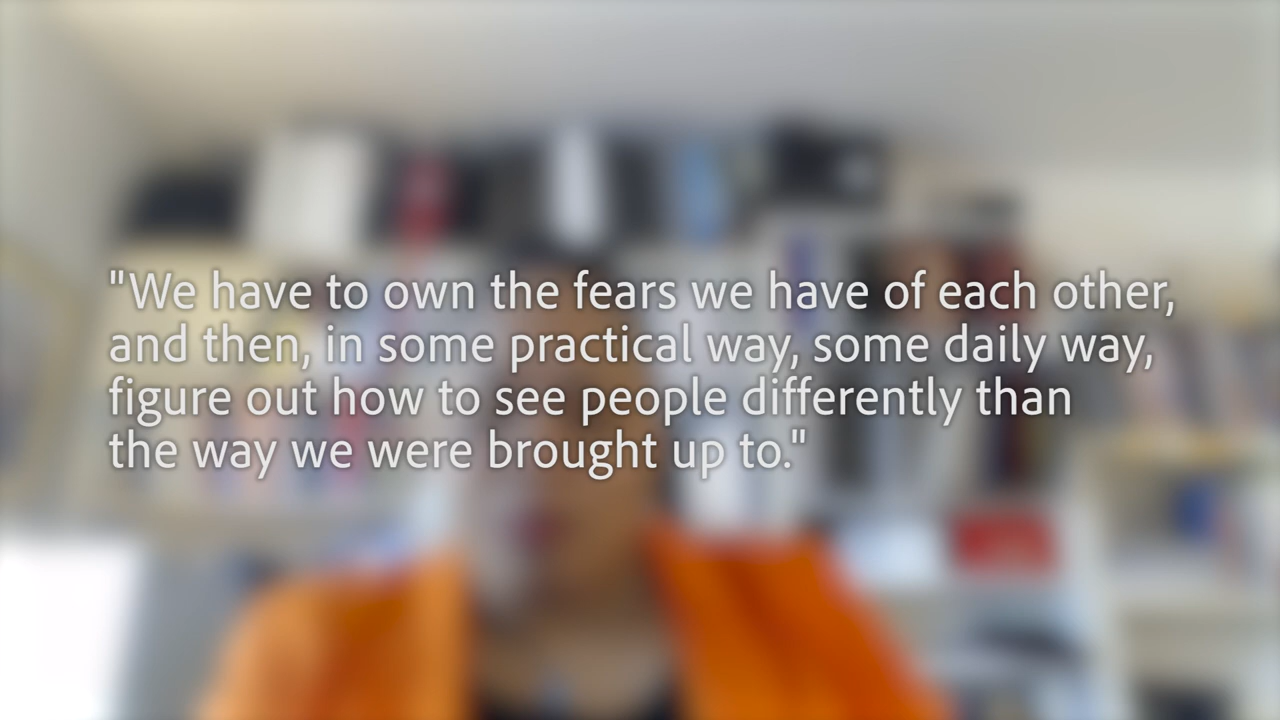 "We have to own the fears we have of each other,
and then, in some practical way, some daily way,
figure out how to see people differently than
the way we were brought up to."